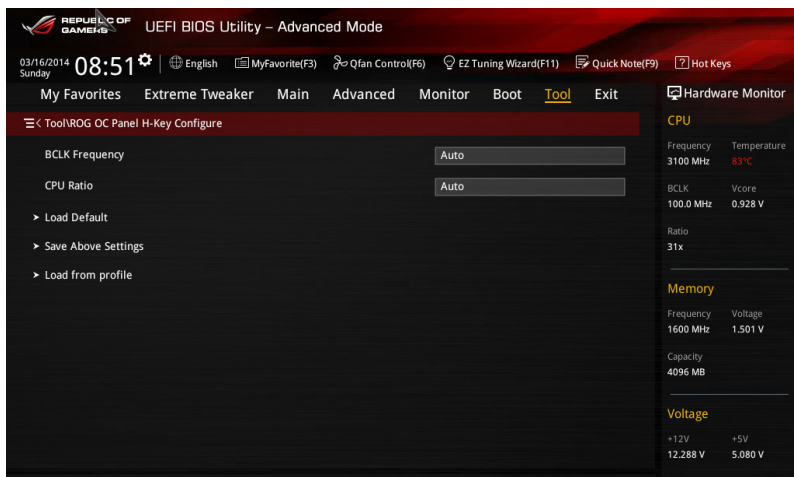 REPUBLIC OF
GAMERS
UEFI BIOS Utility – Advanced Mode
03/16/2014
Sunday
08:51
English
MyFavorite(F3)
Qfan Control(F6)
EZ Tuning Wizard(F11)
Quick Note(F9)
? Hot Keys
My Favorites
Extreme Tweaker
Main
Advanced
Monitor
Boot
Tool
Exit
Hardware Monitor
< Tool\ROG OC Panel H-Key Configure
BCLK Frequency
Auto
CPU Ratio
Auto
> Load Default
> Save Above Settings
> Load from profile
CPU
Frequency Temperature
3100 MHz 83°C
BCLK Vcore
100.0 MHz 0.928 V
Ratio
31x
Memory
Frequency Voltage
1600 MHz 1.501 V
Capacity
4096 MB
Voltage
+12V +5V
12.288 V 5.080 V